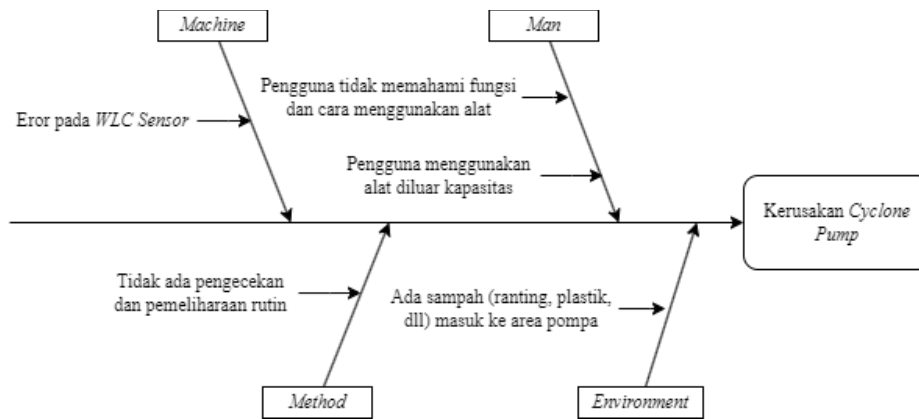 Machine
Man
Pengguna tidak memahami fungsi
dan cara menggunakan alat
Eror pada WLC Sensor
Pengguna menggunakan
alat diluar kapasitas
Kerusakan Cyclone
Pump
Tidak ada pengecekan
dan pemeliharaan rutin
Ada sampah (ranting, plastik,
dll) masuk ke area pompa
Method
Environment